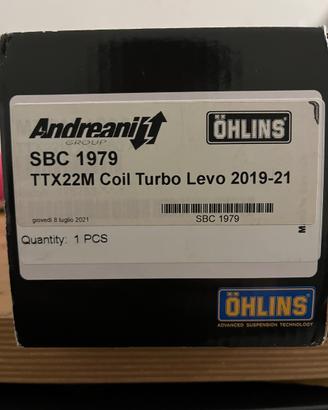 Andreani
GROUP
ÖHLINS
SBC 1979
TTX22M Coil Turbo Levo 2019-21
giovedì 8 luglio 2021
SBC 1979
Quantity: 1 PCS
ÖHLINS
ADVANCED SUSPENSION TECHNOLOGY